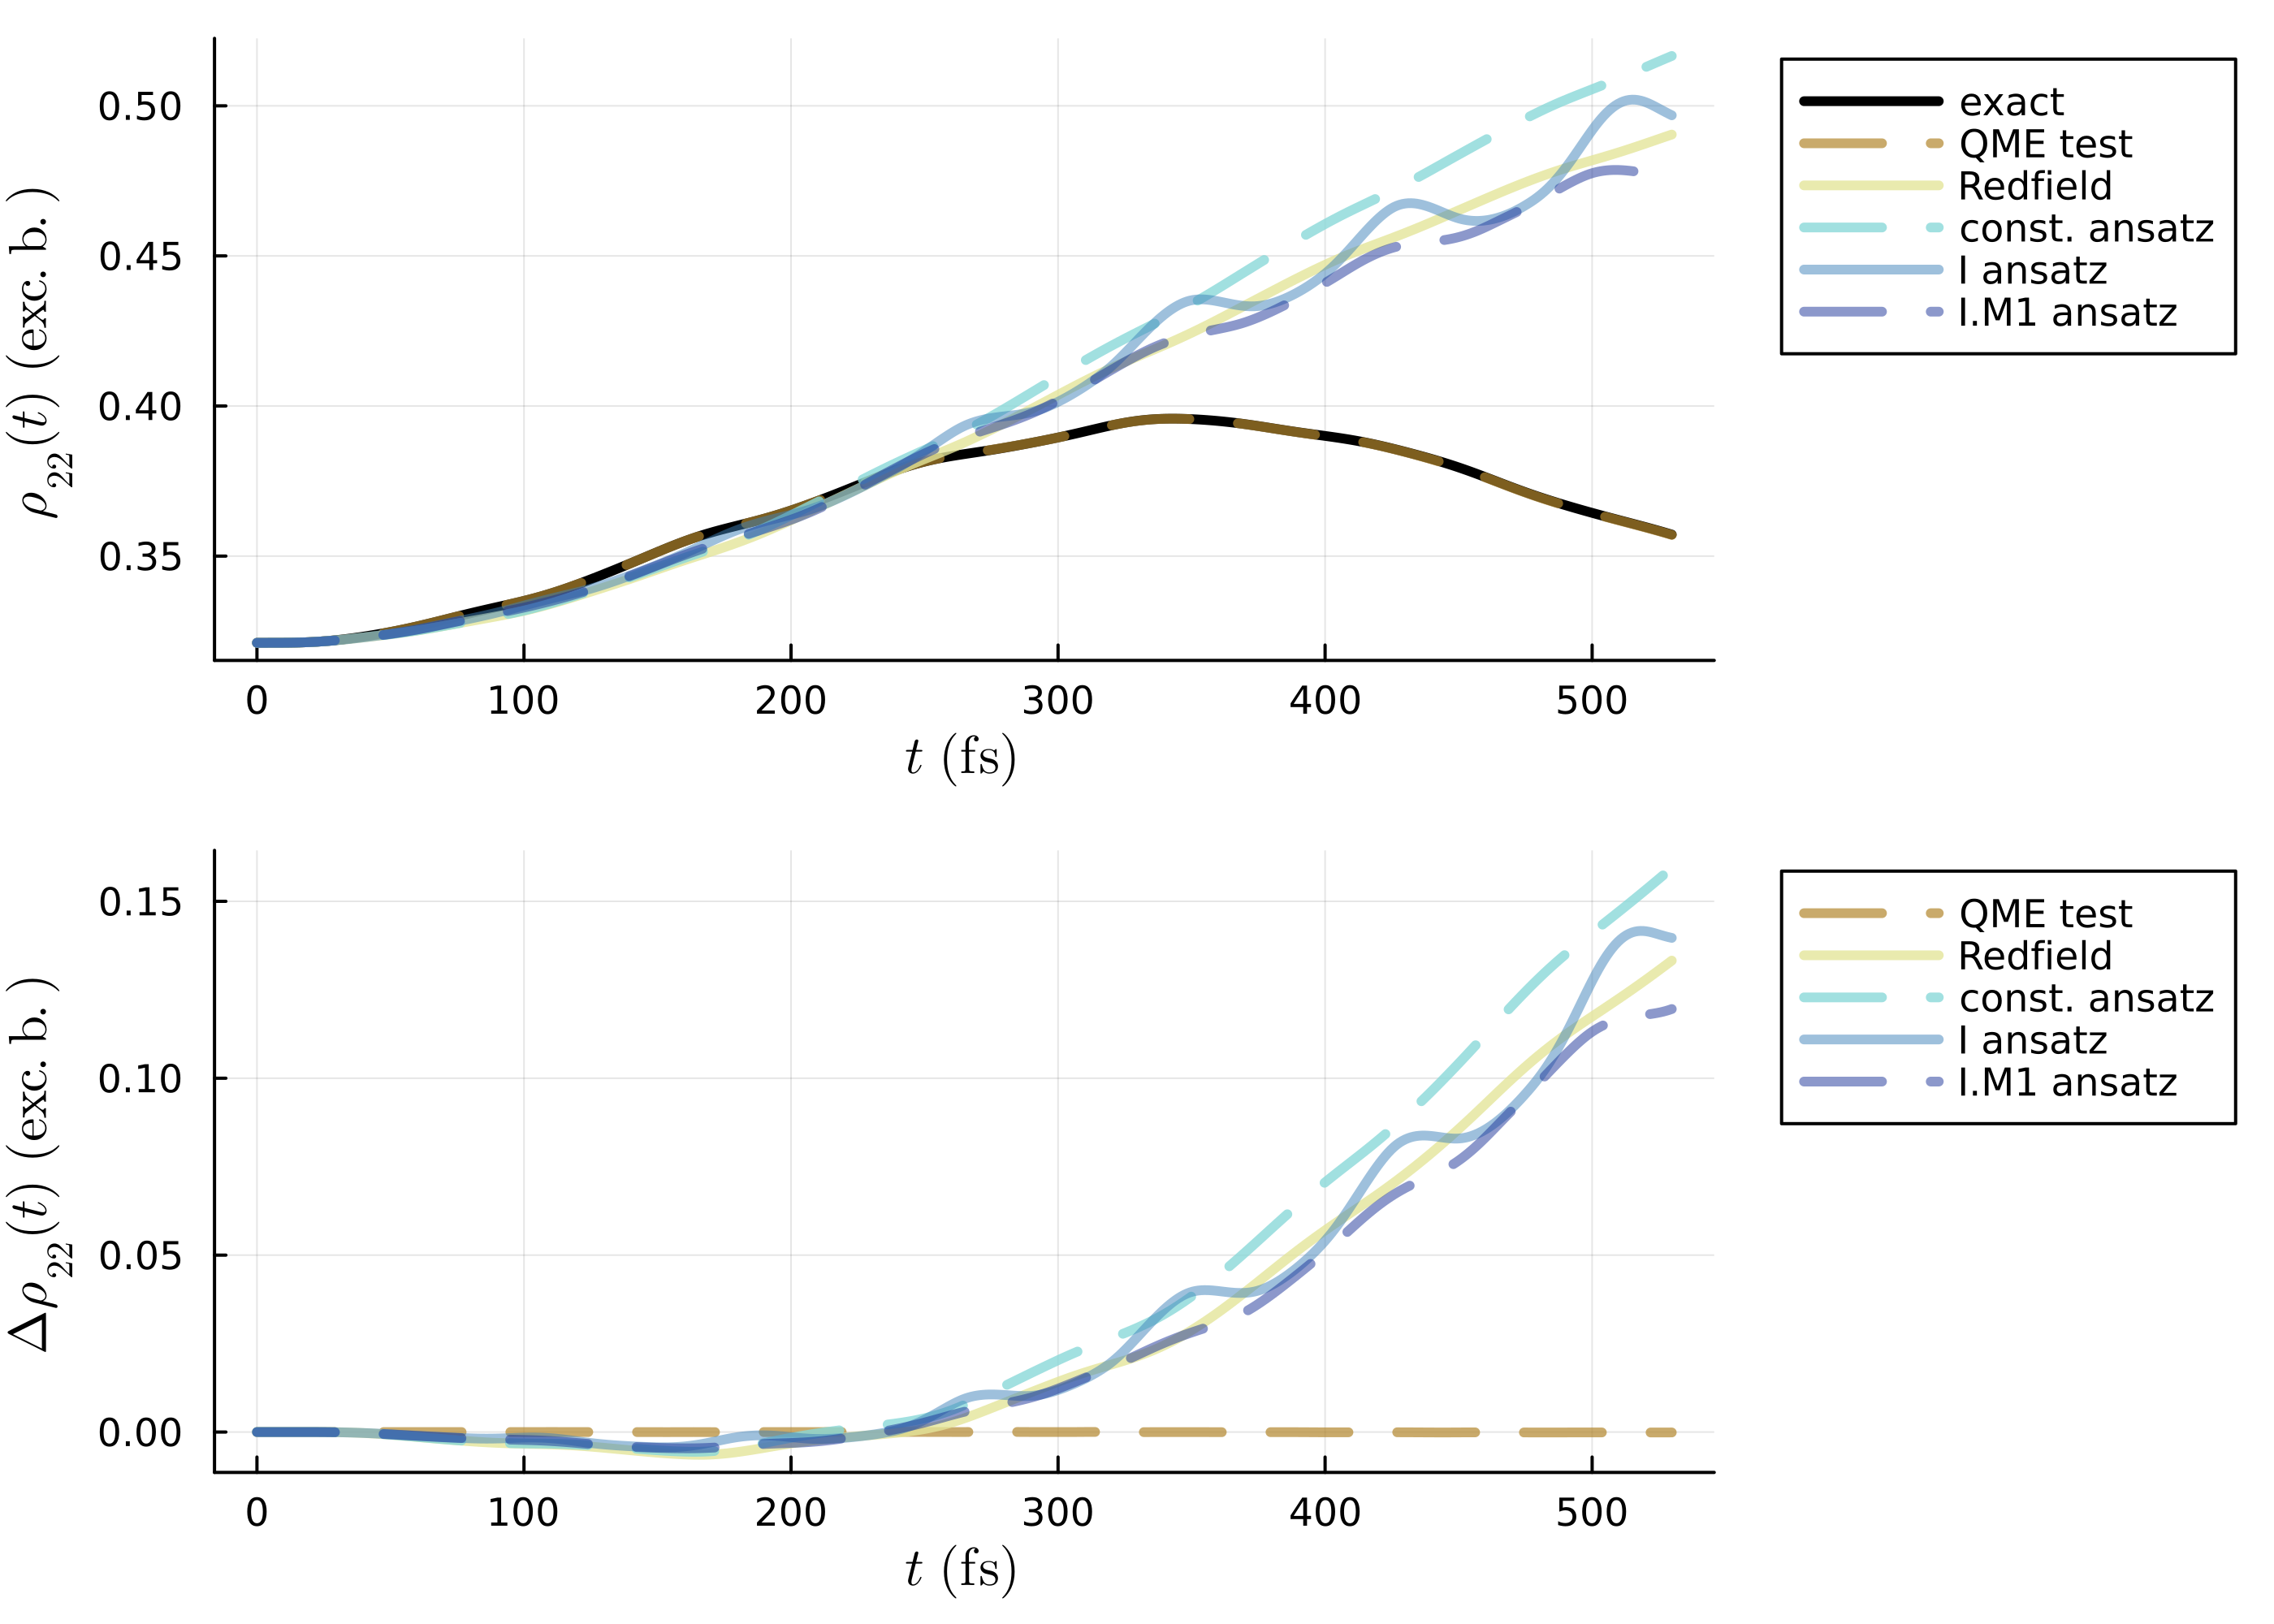 ρ₂₂(t) (exc. b. )
0.50
0.45
0.40
0.35
0 100 200 300 400 500
t (fs)
exact
QME test
Redfield
const. ansatz
I ansatz
I.M1 ansatz
Δρ₂₂(t) (exc. b. )
0.15
0.10
0.05
0.00
0 100 200 300 400 500
t (fs)
QME test
Redfield
const. ansatz
I ansatz
I.M1 ansatz